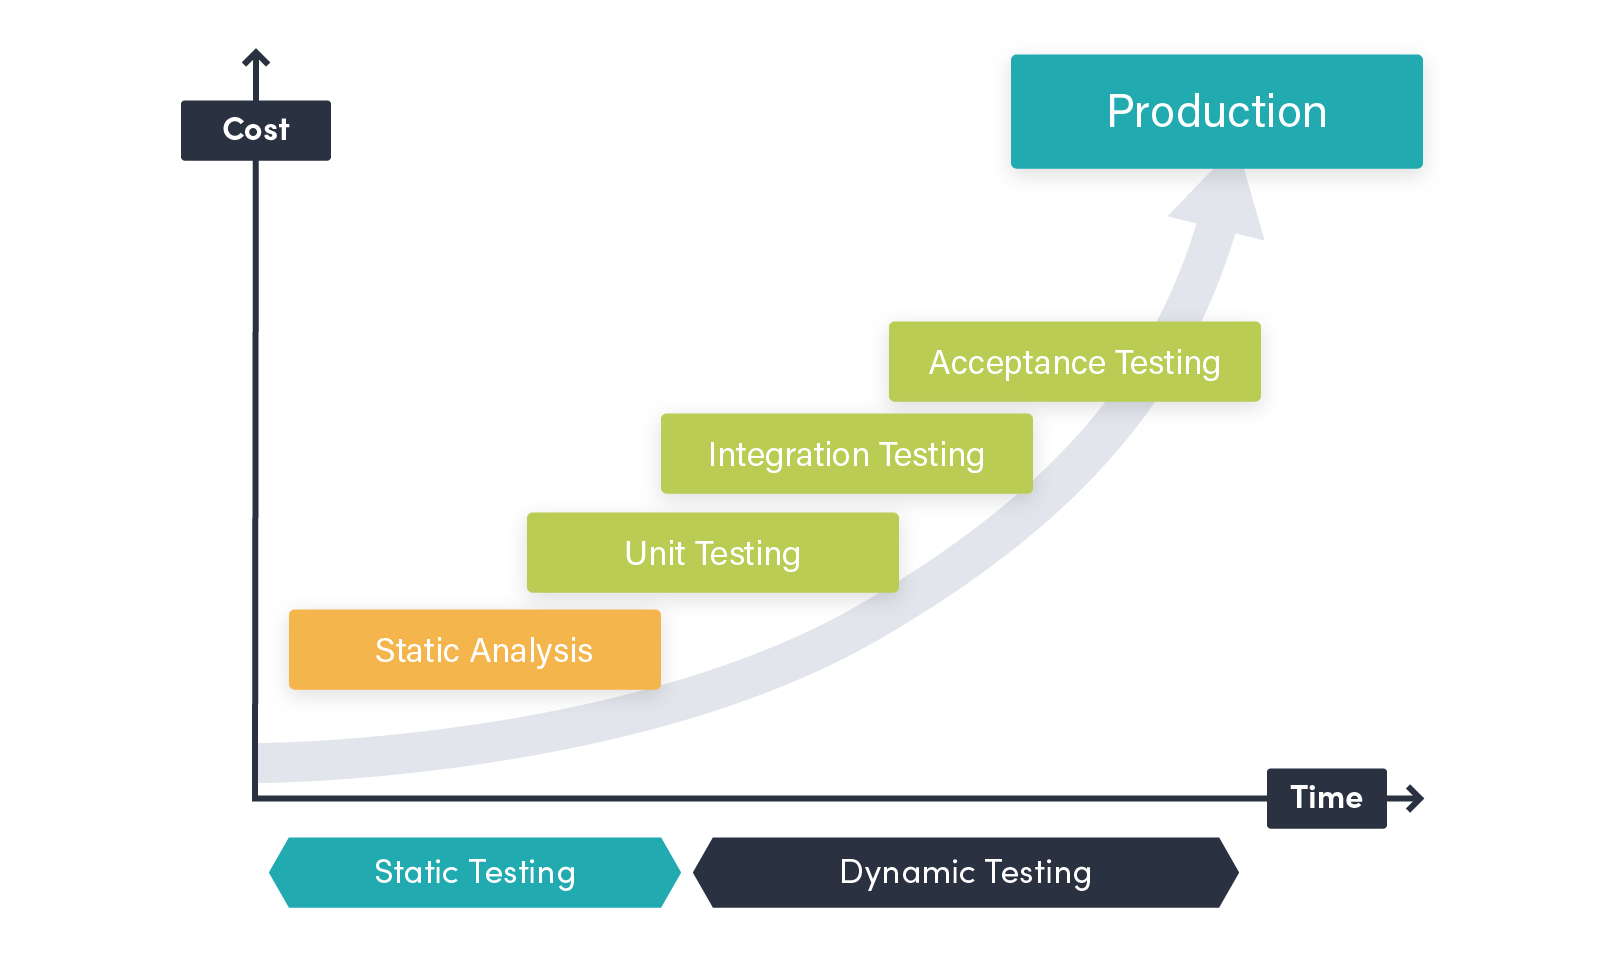 Cost
Production
Acceptance Testing
Integration Testing
Unit Testing
Static Analysis
Time
Static Testing
Dynamic Testing